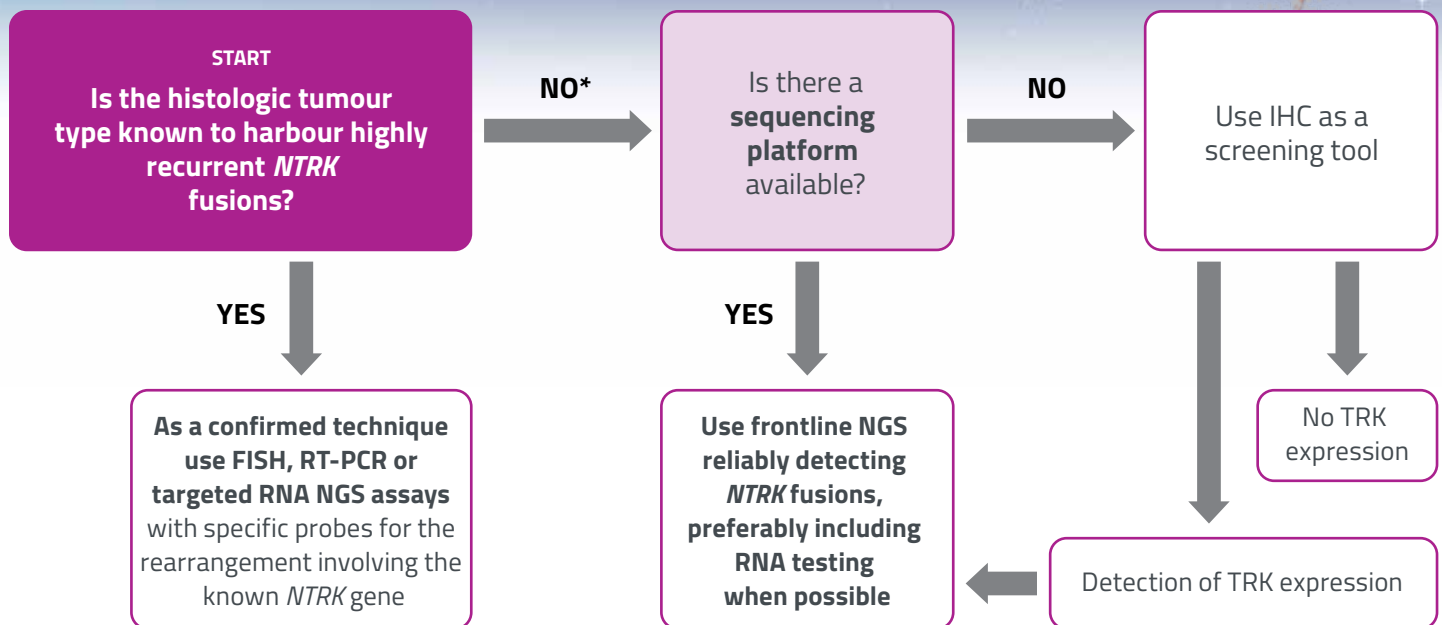 START
Is the histologic tumour
type known to harbour highly
recurrent NTRK
fusions?
NO*
Is there a
sequencing
platform
available?
NO
Use IHC as a
screening tool
YES
YES
As a confirmed technique
use FISH, RT-PCR or
targeted RNA NGS assays
with specific probes for the
rearrangement involving the
known NTRK gene
Use frontline NGS
reliably detecting
NTRK fusions,
preferably including
RNA testing
when possible
No TRK
expression
Detection of TRK expression